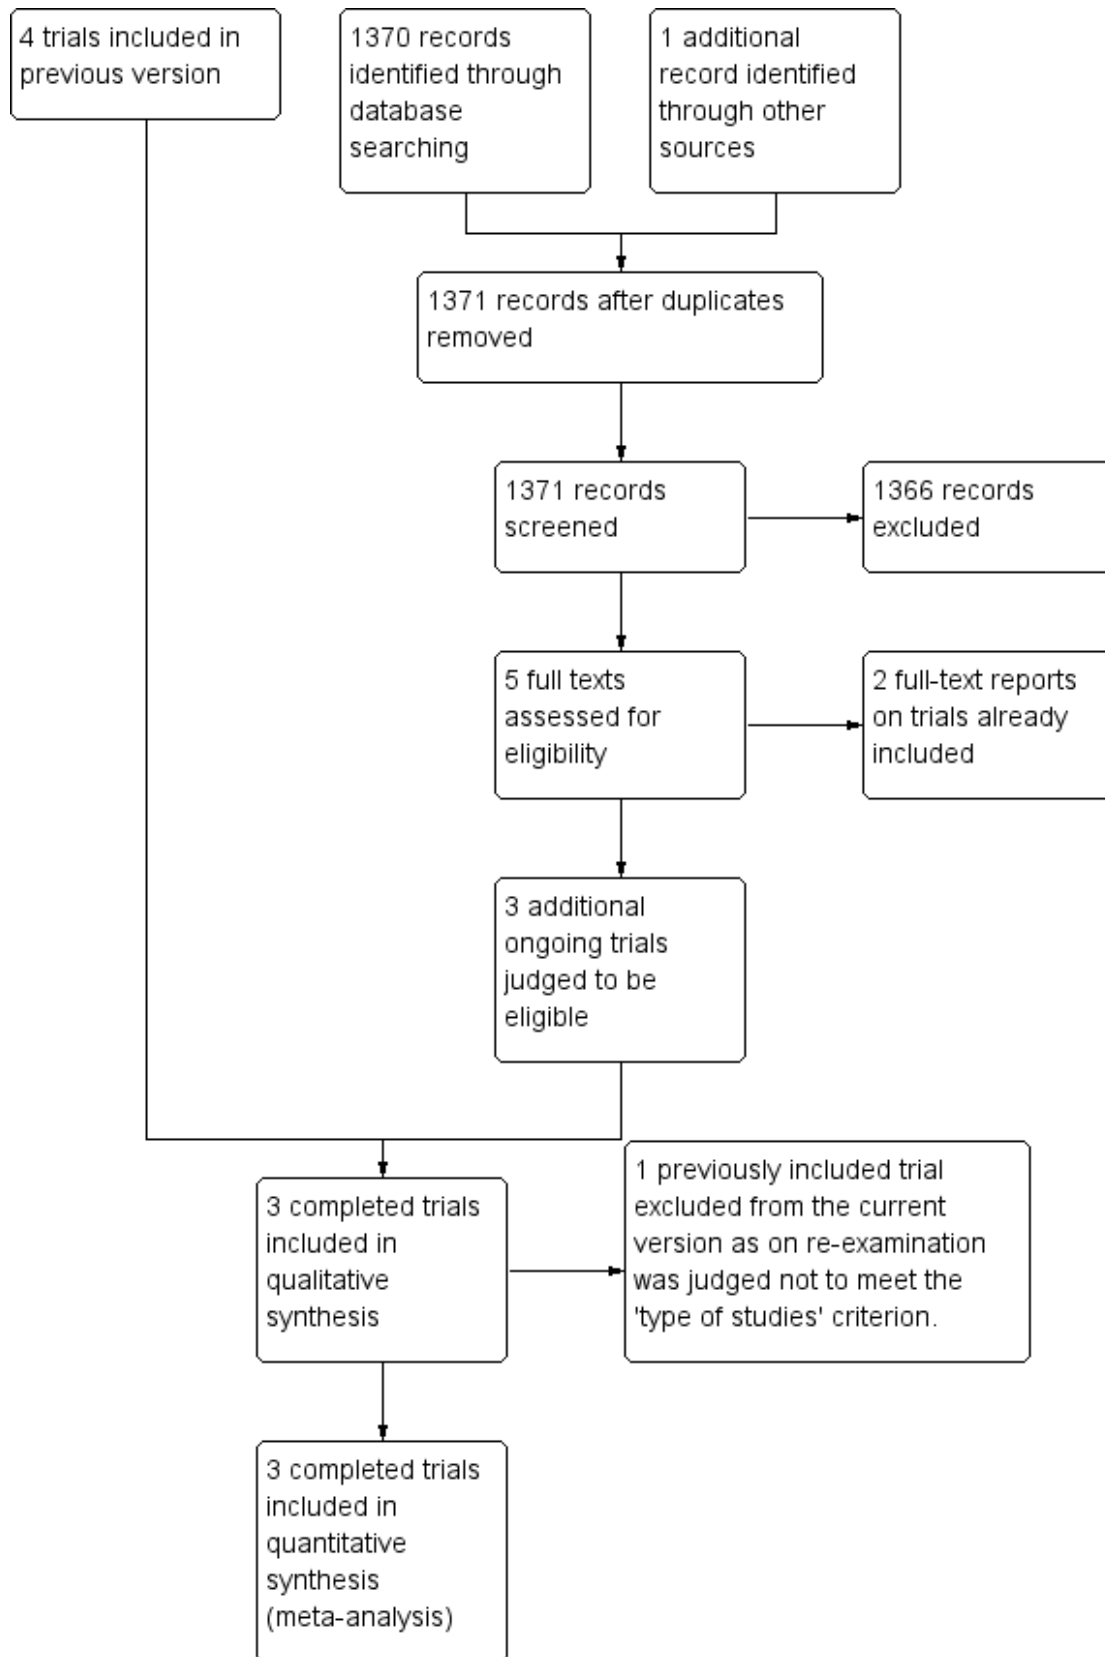 4 trials included in
previous version
1370 records
identified through
database
searching
1 additional
record identified
through other
sources
1371 records after duplicates
removed
1371 records
screened
1366 records
excluded
5 full texts
assessed for
eligibility
2 full-text reports
on trials already
included
3 additional
ongoing trials
judged to be
eligible
3 completed trials
included in
qualitative
synthesis
1 previously included trial
excluded from the current
version as on re-examination
was judged not to meet the
'type of studies' criterion.
3 completed trials
included in
quantitative
synthesis
(meta-analysis)